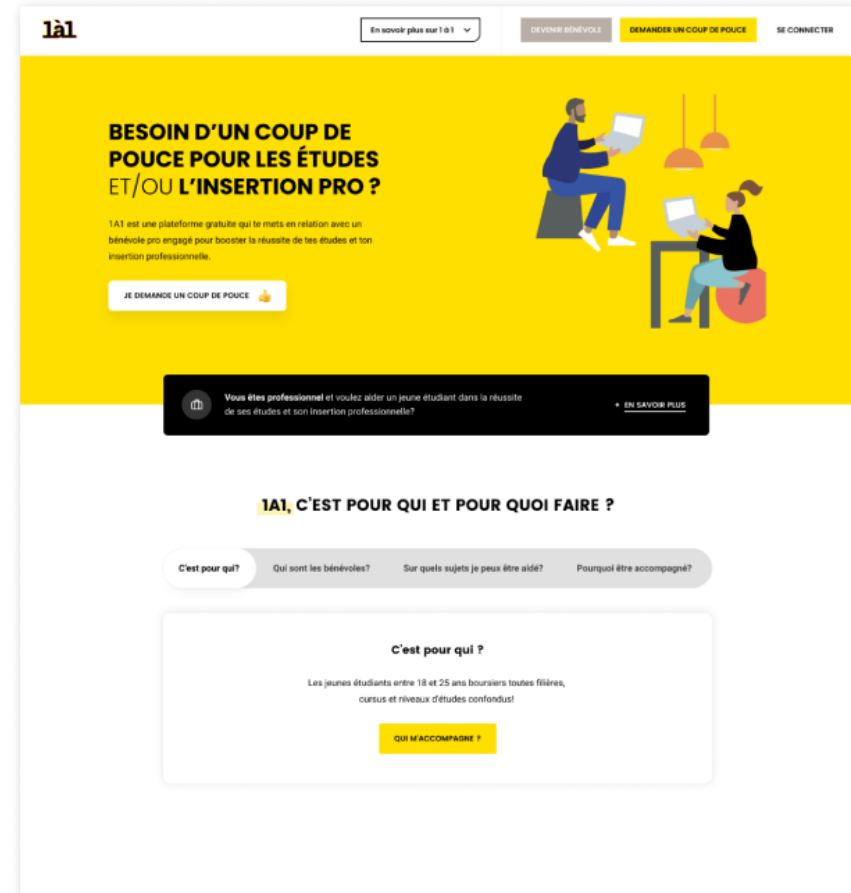 1à1
En savoir plus sur 1 à 1
DEVENIR BÉNÉVOLE
DEMANDER UN COUP DE POUCE
SE CONNECTER
BESOIN D'UN COUP DE
POUCE POUR LES ÉTUDES
ET/OU L'INSERTION PRO ?
1A1 est une plateforme gratuite qui te mets en relation avec un
bénévole pro engagé pour booster la réussite de tes études et ton
insertion professionnelle.
JE DEMANDE UN COUP DE POUCE 👍
Vous êtes professionnel et voulez aider un jeune étudiant dans la réussite
de ses études et son insertion professionnelle?
+ EN SAVOIR PLUS
1A1, C'EST POUR QUI ET POUR QUOI FAIRE ?
C'est pour qui?
Qui sont les bénévoles?
Sur quels sujets je peux être aidé?
Pourquoi être accompagné?
C'est pour qui ?
Les jeunes étudiants entre 18 et 25 ans boursiers toutes filières,
cursus et niveaux d'études confondus!
QUI M'ACCOMPAGNE ?